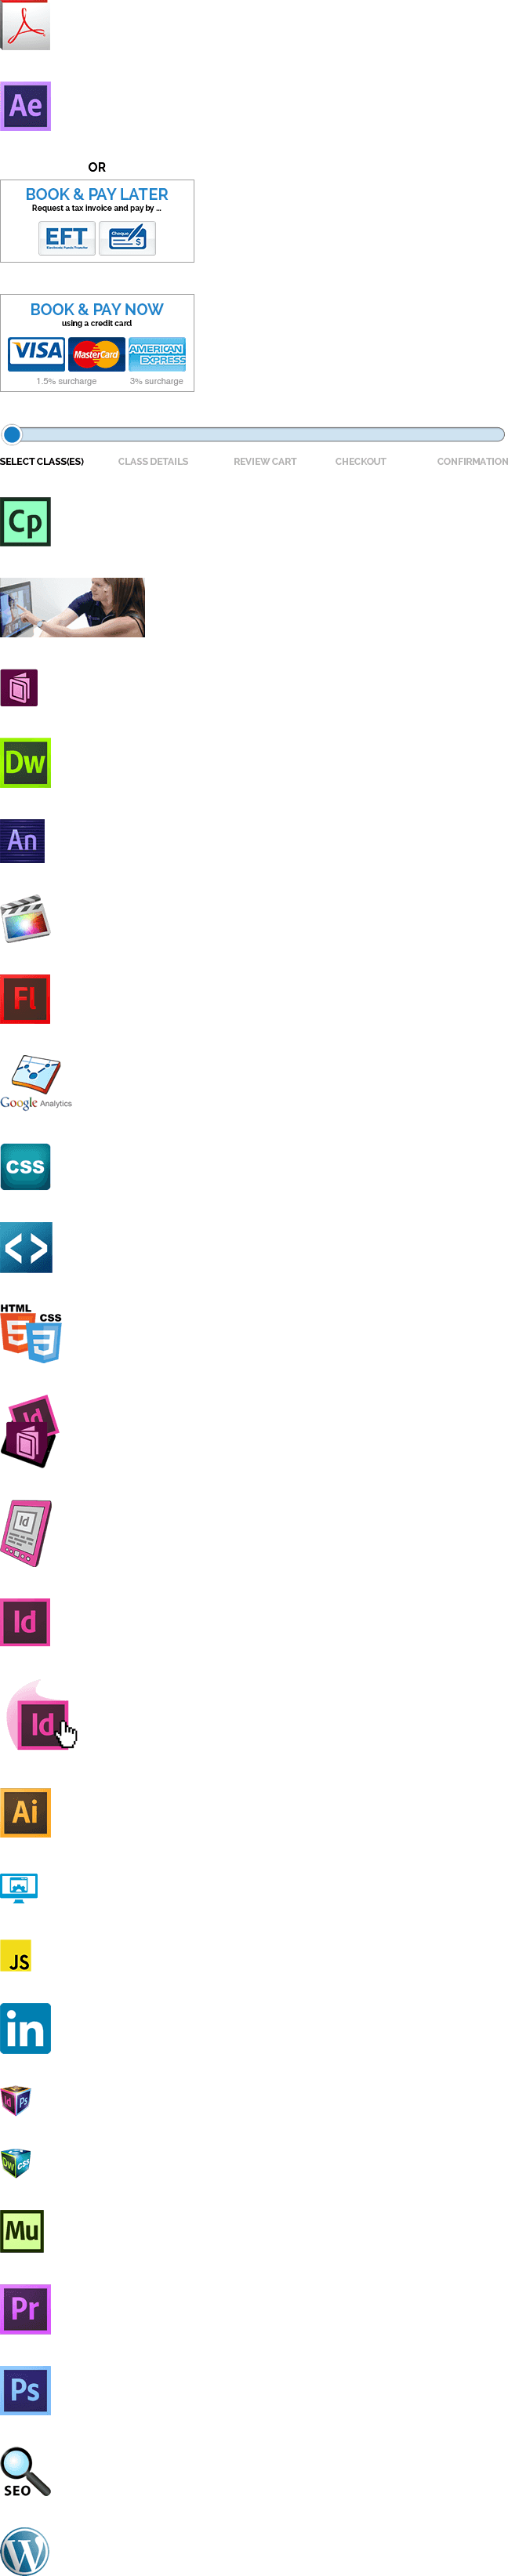 Ae
OR
BOOK & PAY LATER
Request a tax invoice and pay by ...
EFT
Electronic Funds Transfer
Cheque
$
BOOK & PAY NOW
using a credit card
VISA MasterCard AMERICAN EXPRESS
1.5% surcharge 3% surcharge
SELECT CLASS(ES) CLASS DETAILS REVIEW CART CHECKOUT CONFIRMATION
Cp
Dw
An
Fl
Google Analytics
CSS
<>
HTML
CSS
5
3
Id
Id
Id
Id
Ai
JS
in
Id Ps
Dw CSS
Mu
Pr
Ps
SEO
W